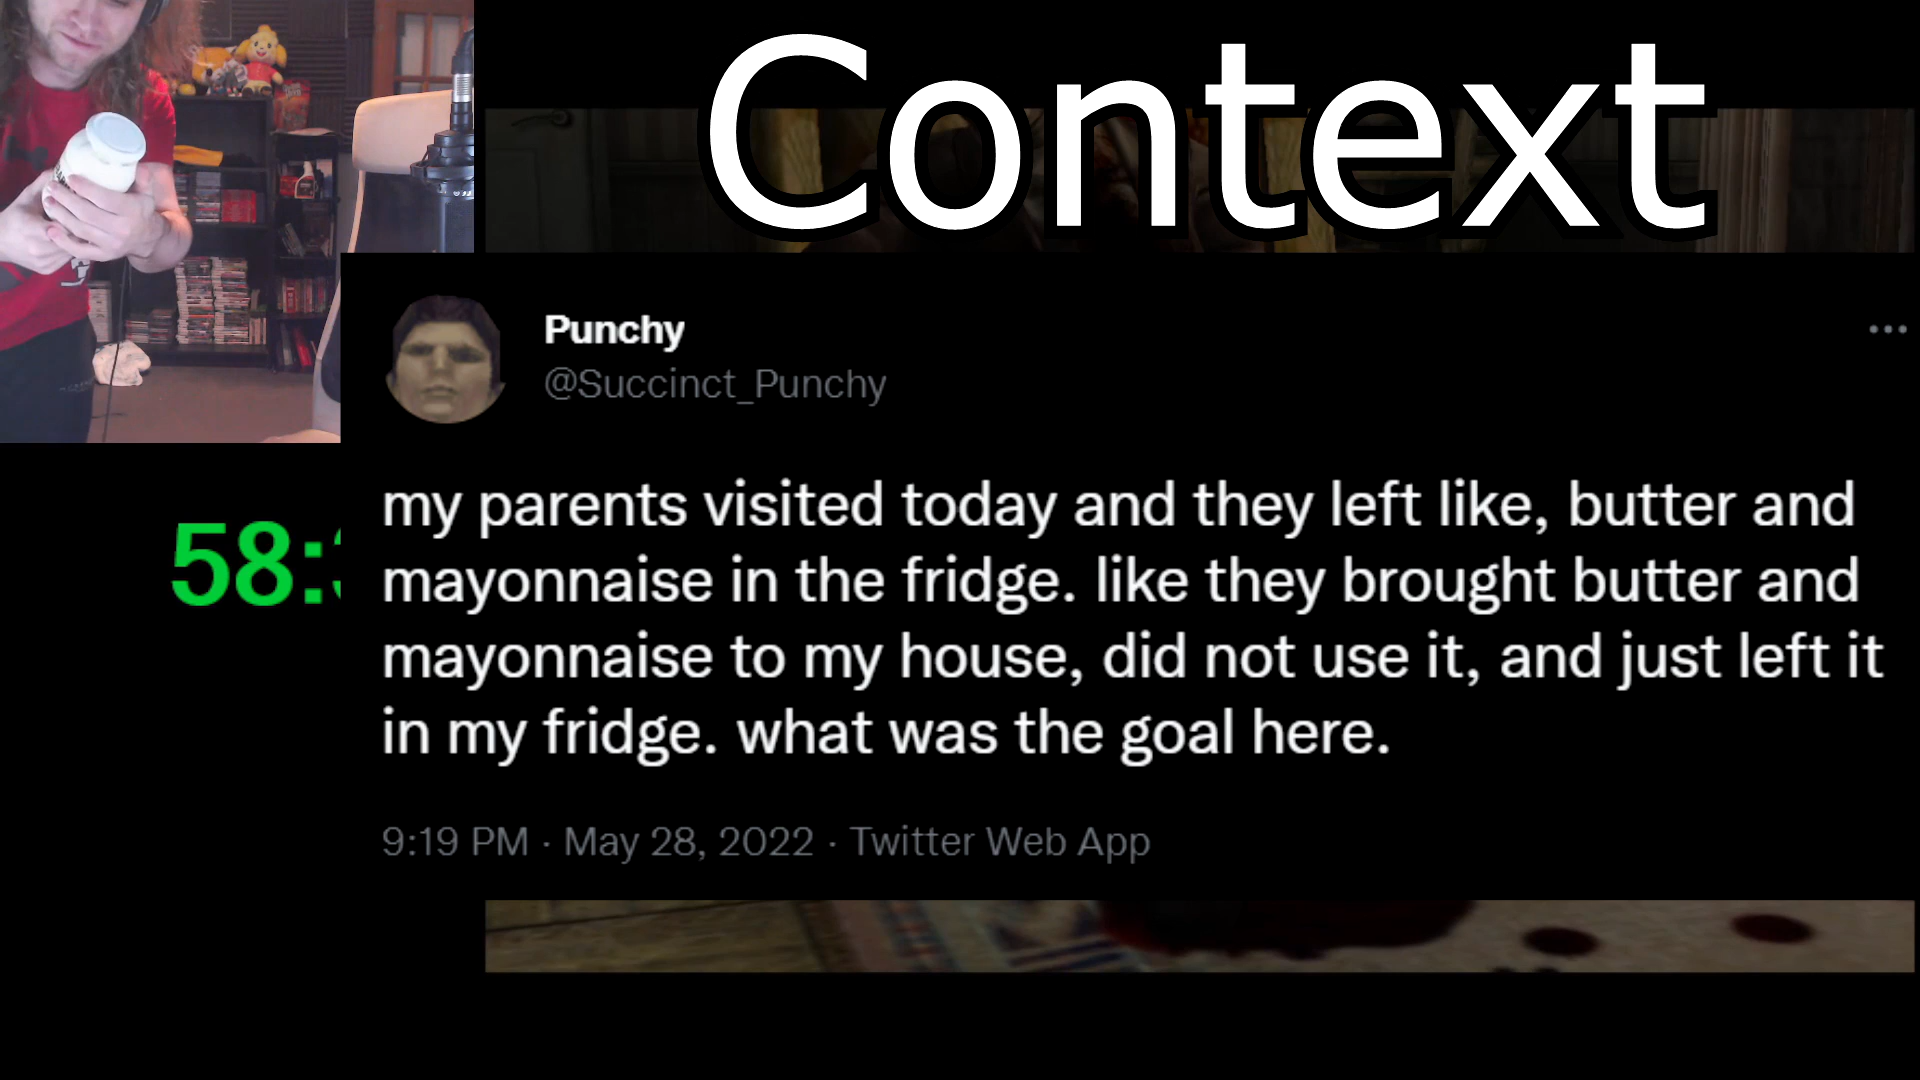 Context
Punchy
@Succinct_Punchy
my parents visited today and they left like, butter and
mayonnaise in the fridge. like they brought butter and
mayonnaise to my house, did not use it, and just left it
in my fridge. what was the goal here.
9:19 PM · May 28, 2022 · Twitter Web App
58: